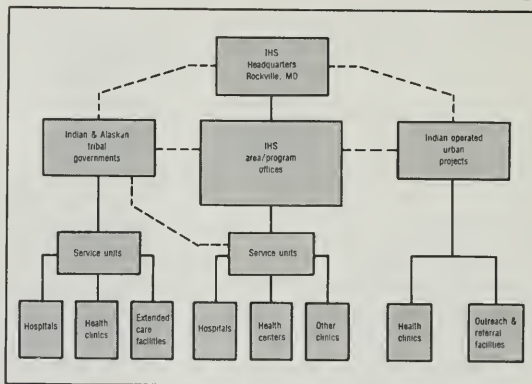 IHS
Headquarters
Rockville, MD
Indian & Alaskan
tribal
governments
IHS
area/program
offices
Indian operated
urban
projects
Service units
Service units
Hospitals
Health
clinics
Extended
care
facilities
Hospitals
Health
centers
Other
clinics
Health
clinics
Outreach &
referral
facilities